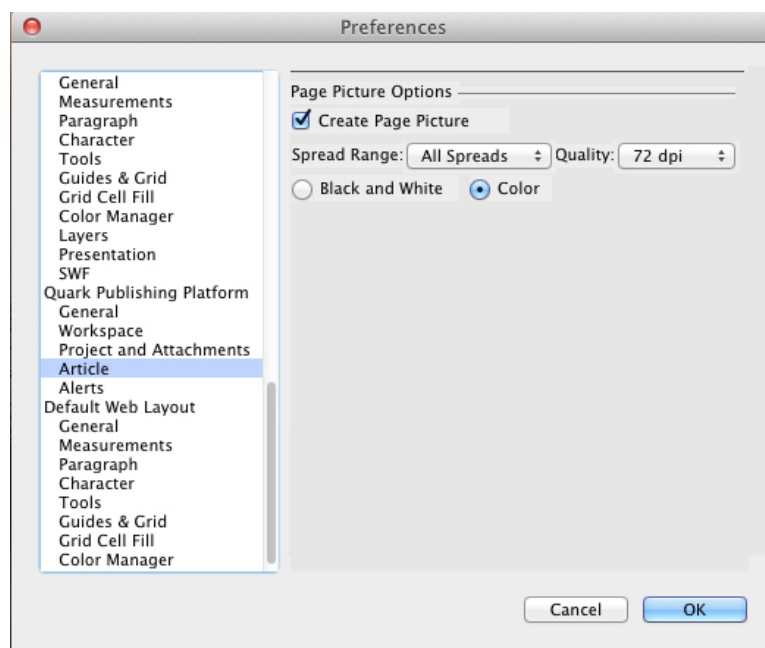 Preferences
General
Measurements
Paragraph
Character
Tools
Guides & Grid
Grid Cell Fill
Color Manager
Layers
Presentation
SWF
Quark Publishing Platform
General
Workspace
Project and Attachments
Article
Alerts
Default Web Layout
General
Measurements
Paragraph
Character
Tools
Guides & Grid
Grid Cell Fill
Color Manager
Page Picture Options
Create Page Picture
Spread Range: All Spreads Quality: 72 dpi
Black and White Color
Cancel OK